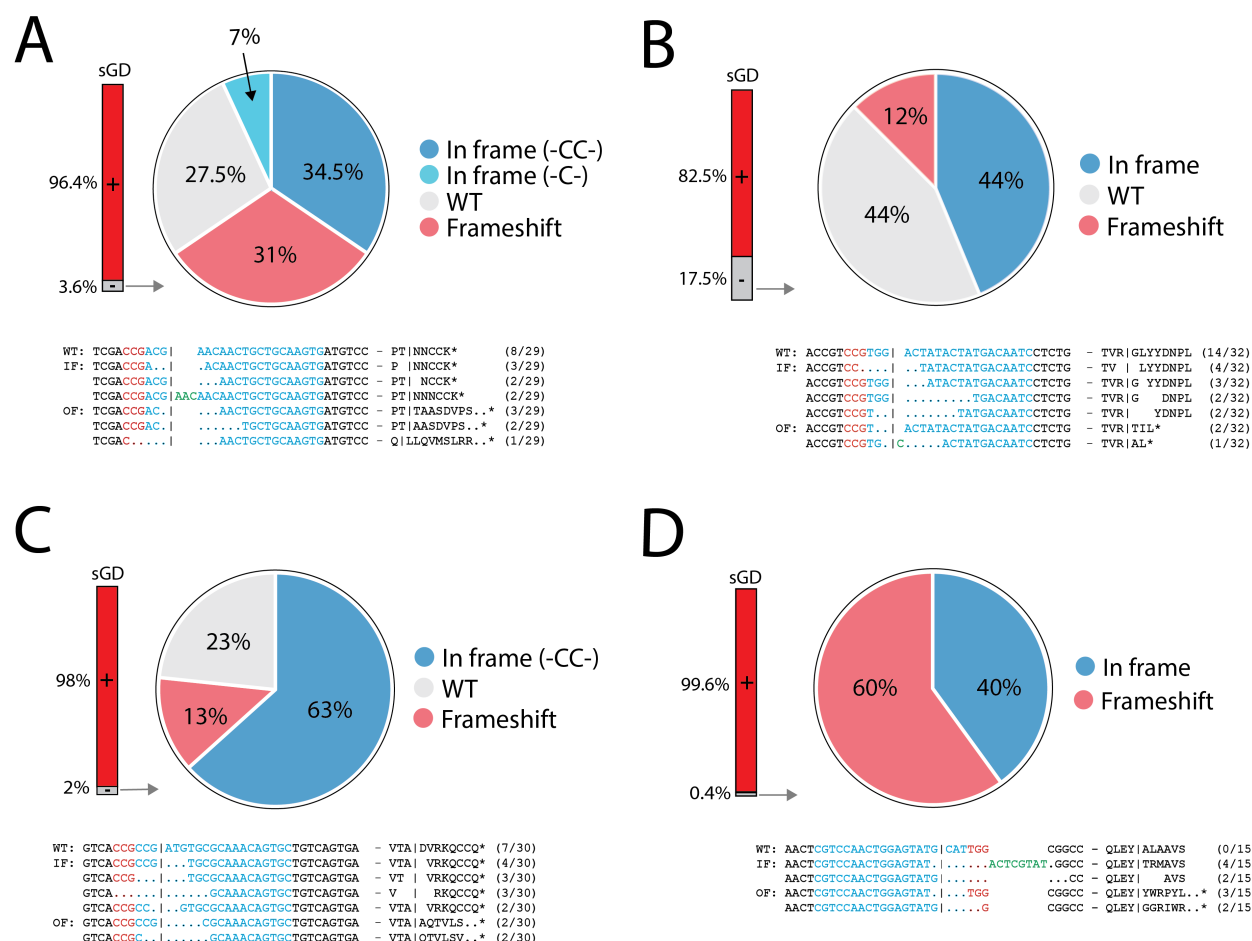 A
7%
sGD
96.4%
+
3.6%
-
27.5%
34.5%
31%
In frame (-CC-)
In frame (-C-)
WT
Frameshift
WT: TCGACCGACG| AACAACTGCTGCAAGTGATGTCC - PT|NNCCK* (8/29)
IF: TCGACCGA..| .ACAACTGCTGCAAGTGATGTCC - P |NNCCK* (3/29)
TCGACCGACG| ...AACTGCTGCAAGTGATGTCC - PT| NCCK* (2/29)
TCGACCGACG|AACAACAACTGCTGCAAGTGATGTCC - PT|NNNCCK* (2/29)
OF: TCGACCGAC.| ...AACTGCTGCAAGTGATGTCC - PT|TAASDVPS..* (3/29)
TCGACCGAC.| ......TGCTGCAAGTGATGTCC - PT|AASDVPS..* (2/29)
TCGAC.....| ...AACTGCTGCAAGTGATGTCC - Q|LLQVMSLRR..* (1/29)
B
sGD
82.5%
+
17.5%
-
12%
44%
44%
In frame
WT
Frameshift
WT: ACCGTCCGTGG| ACTATACTATGACAATCCTCTG - TVR|GLYYDNPL (14/32)
IF: ACCGTCC....| ..TATACTATGACAATCCTCTG - TV | LYYDNPL (4/32)
ACCGTCCGTGG| ...ATACTATGACAATCCTCTG - TVR|G YYDNPL (3/32)
ACCGTCCGTGG| .........TGACAATCCTCTG - TVR|G DNPL (2/32)
ACCGTCCGT..| .......TATGACAATCCTCTG - TVR| YDNPL (2/32)
OF: ACCGTCCGT..| ACTATACTATGACAATCCTCTG - TVR|TIL* (2/32)
ACCGTCCGTG.|C.....ACTATGACAATCCTCTG - TVR|AL* (1/32)
C
sGD
98%
+
2%
-
23%
13%
63%
In frame (-CC-)
WT
Frameshift
WT: GTCACCGCCG|ATGTGCGCAAACAGTGCTGTCAGTGA - VTA|DVRKQCCQ* (7/30)
IF: GTCACCGCCG|...TGCGCAAACAGTGCTGTCAGTGA - VTA| VRKQCCQ* (4/30)
GTCACCG...|...TGCGCAAACAGTGCTGTCAGTGA - VT | VRKQCCQ* (3/30)
GTCA......|......GCAAACAGTGCTGTCAGTGA - V | RKQCCQ* (3/30)
GTCACCGCC.|..GTGCGCAAACAGTGCTGTCAGTGA - VTA| VRKQCCQ* (2/30)
OF: GTCACCGCCG|.....CGCAAACAGTGCTGTCAGTGA - VTA|AQTVLS..* (2/30)
GTCACCGC..|......GCAAACAGTGCTGTCAGTGA - VTA|QTVLSV..* (2/30)
D
sGD
99.6%
+
0.4%
60%
40%
In frame
Frameshift
WT: AACTCGTCCAACTGGAGTATG|CATTGG CGGCC - QLEY|ALAAVS (0/15
IF: AACTCGTCCAACTGGAGTAT.|......ACTCGTAT.GGCC - QLEY|TRMAVS (4/15
AACTCGTCCAACTGGAGTATG|...... ...CC - QLEY| AVS (2/15
OF: AACTCGTCCAACTGGAGTAT.|...TGG CGGCC - QLEY|YWRPYL..* (3/15
AACTCGTCCAACTGGAGTATG|.....G CGGCC - QLEY|GGRIWR..* (2/15